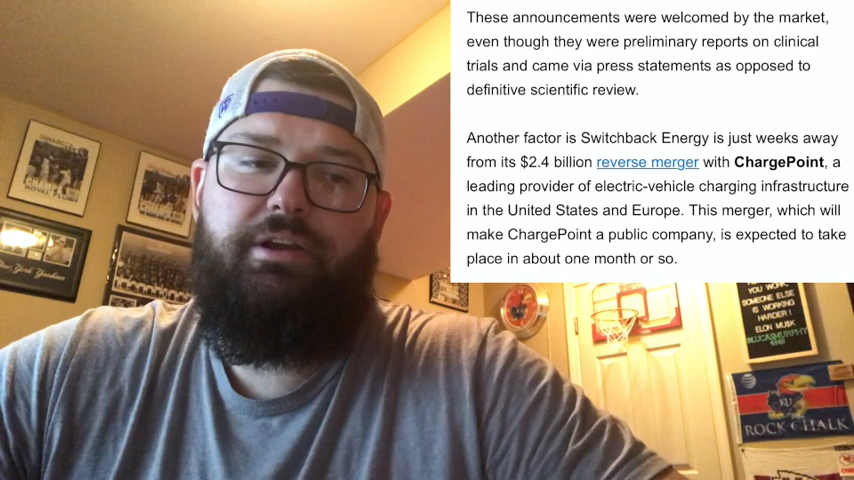 These announcements were welcomed by the market,
even though they were preliminary reports on clinical
trials and came via press statements as opposed to
definitive scientific review.
Another factor is Switchback Energy is just weeks away
from its $2.4 billion reverse merger with ChargePoint, a
leading provider of electric-vehicle charging infrastructure
in the United States and Europe. This merger, which will
make ChargePoint a public company, is expected to take
place in about one month or so.
New York Yankees
YOU WORK,
SOMEONE ELSE
IS WORKING
HARDER !
ELON MUSK
@LUCASMURPHY
AT&T
KU
ROCK CHALK